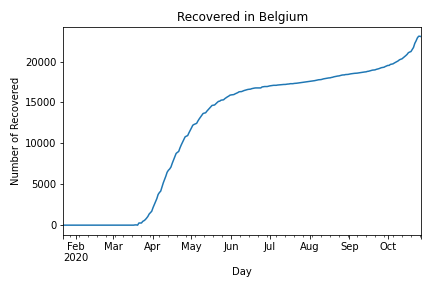 Recovered in Belgium
Number of Recovered
20000
15000
10000
5000
0
Feb Mar Apr May Jun Jul Aug Sep Oct
2020
Day